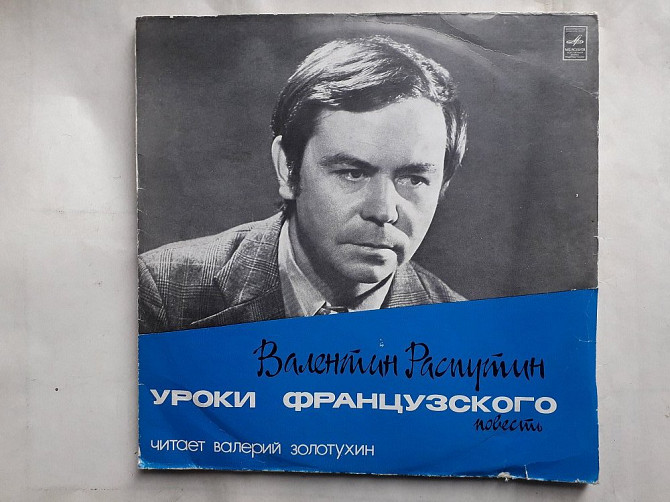 Валентин Распутин
УРОКИ ФРАНЦУЗСКОГО
повесть
читает валерий золотухин